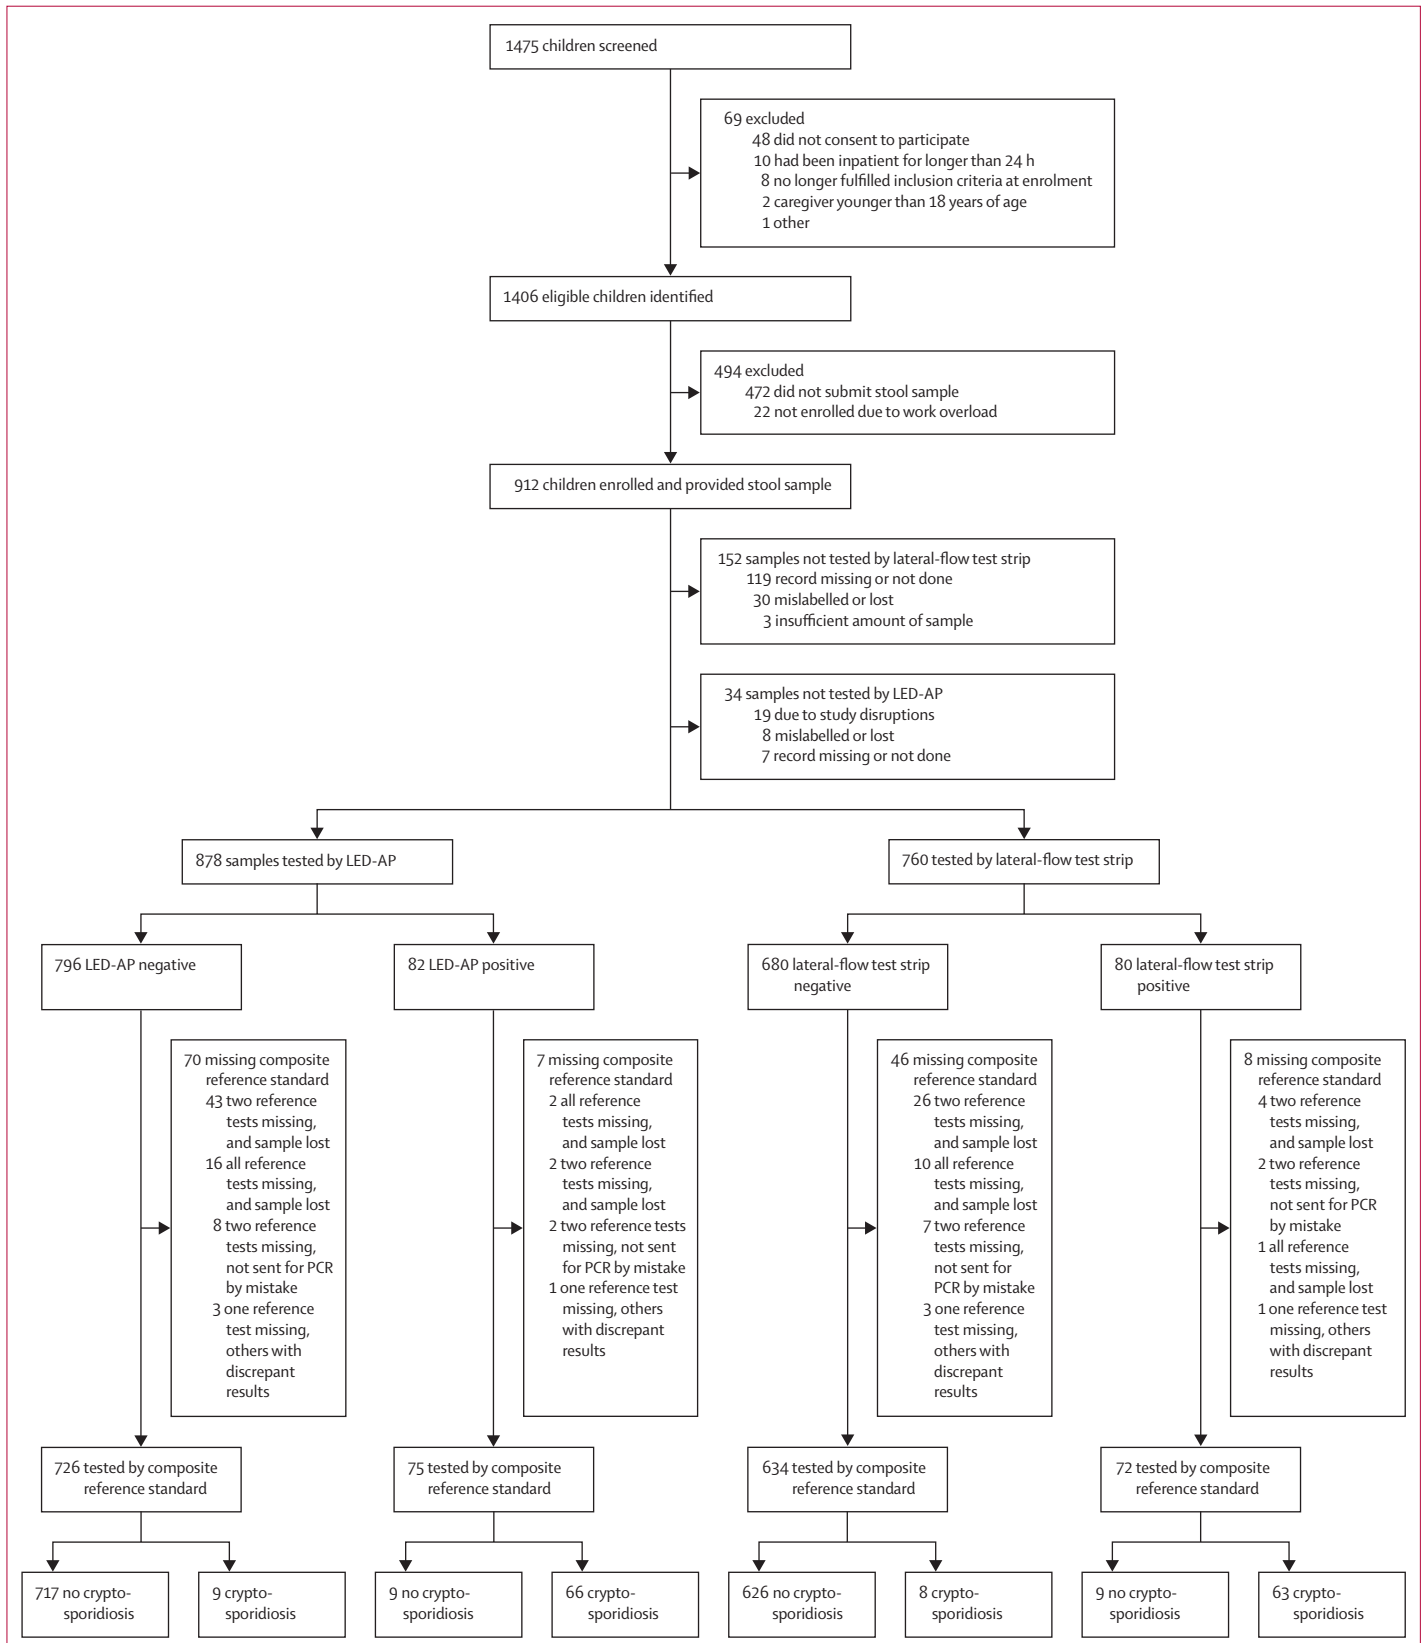 1475 children screened
69 excluded
48 did not consent to participate
10 had been inpatient for longer than 24 h
8 no longer fulfilled inclusion criteria at enrolment
2 caregiver younger than 18 years of age
1 other
1406 eligible children identified
494 excluded
472 did not submit stool sample
22 not enrolled due to work overload
912 children enrolled and provided stool sample
152 samples not tested by lateral-flow test strip
119 record missing or not done
30 mislabelled or lost
3 insufficient amount of sample
34 samples not tested by LED-AP
19 due to study disruptions
8 mislabelled or lost
7 record missing or not done
878 samples tested by LED-AP
760 tested by lateral-flow test strip
796 LED-AP negative
82 LED-AP positive
680 lateral-flow test strip
negative
80 lateral-flow test strip
positive
70 missing composite
reference standard
43 two reference
tests missing,
and sample lost
16 all reference
tests missing,
and sample lost
8 two reference
tests missing,
not sent for PCR
by mistake
3 one reference
test missing,
others with
discrepant
results
7 missing composite
reference standard
2 all reference
tests missing,
and sample lost
2 two reference
tests missing,
and sample lost
2 two reference tests
missing, not sent
for PCR by mistake
1 one reference test
missing, others
with discrepant
results
46 missing composite
reference standard
26 two reference
tests missing,
and sample lost
10 all reference
tests missing,
and sample lost
7 two reference
tests missing,
not sent for
PCR by mistake
3 one reference
test missing,
others with
discrepant
results
8 missing composite
reference standard
4 two reference
tests missing,
and sample lost
2 two reference
tests missing,
not sent for PCR
by mistake
1 all reference
tests missing,
and sample lost
1 one reference test
missing, others
with discrepant
results
726 tested by composite
reference standard
75 tested by composite
reference standard
634 tested by composite
reference standard
72 tested by composite
reference standard
717 no crypto-
sporidiosis
9 crypto-
sporidiosis
9 no crypto-
sporidiosis
66 crypto-
sporidiosis
626 no crypto-
sporidiosis
8 crypto-
sporidiosis
9 no crypto-
sporidiosis
63 crypto-
sporidiosis